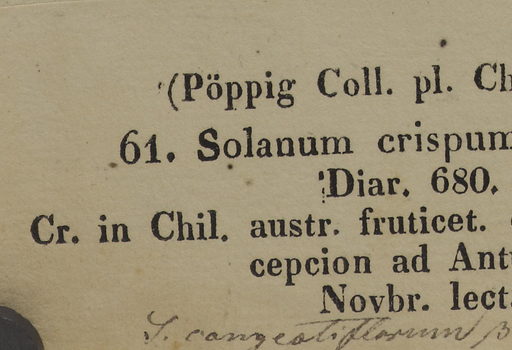 (Pöppig Coll. pl. Ch
61. Solanum crispum
Diar. 680.
Cr. in Chil. austr. fruticet.
cepcion ad Ant
Novbr. lect
S. congestiflorum